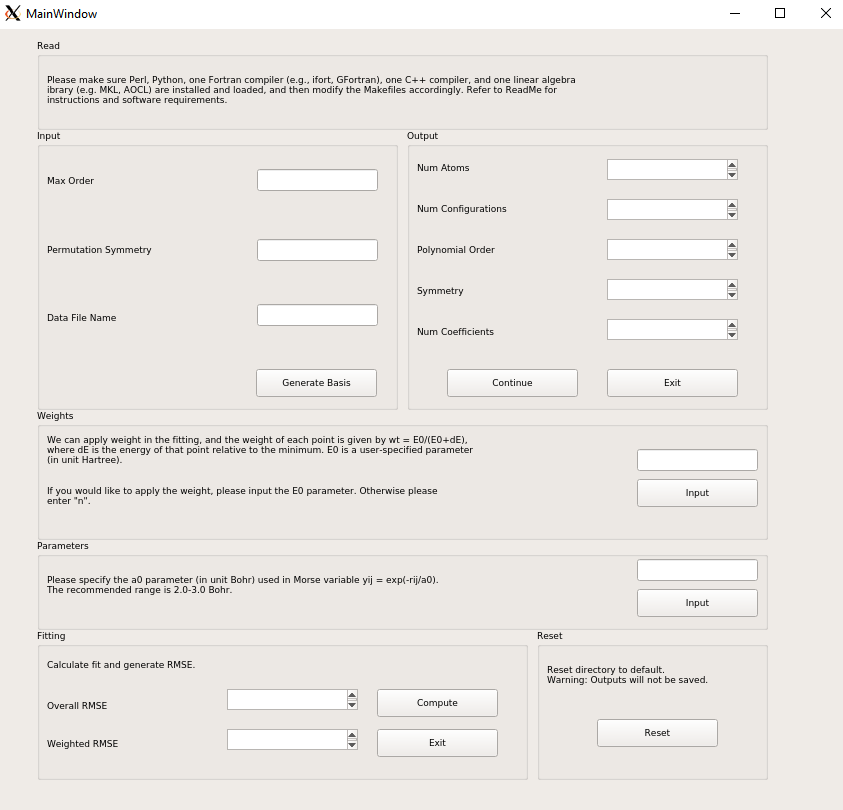 MainWindow
Read
Please make sure Perl, Python, one Fortran compiler (e.g., ifort, GFortran), one C++ compiler, and one linear algebra
ibrary (e.g. MKL, AOCL) are installed and loaded, and then modify the Makefiles accordingly. Refer to ReadMe for
instructions and software requirements.
Input
Max Order
Permutation Symmetry
Data File Name
Generate Basis
Output
Num Atoms
Num Configurations
Polynomial Order
Symmetry
Num Coefficients
Continue
Exit
Weights
We can apply weight in the fitting, and the weight of each point is given by wt = E0/(E0+dE),
where dE is the energy of that point relative to the minimum. E0 is a user-specified parameter
(in unit Hartree).
If you would like to apply the weight, please input the E0 parameter. Otherwise please
enter "n".
Input
Parameters
Please specify the a0 parameter (in unit Bohr) used in Morse variable yij = exp(-rij/a0).
The recommended range is 2.0-3.0 Bohr.
Input
Fitting
Calculate fit and generate RMSE.
Overall RMSE
Compute
Weighted RMSE
Exit
Reset
Reset directory to default.
Warning: Outputs will not be saved.
Reset